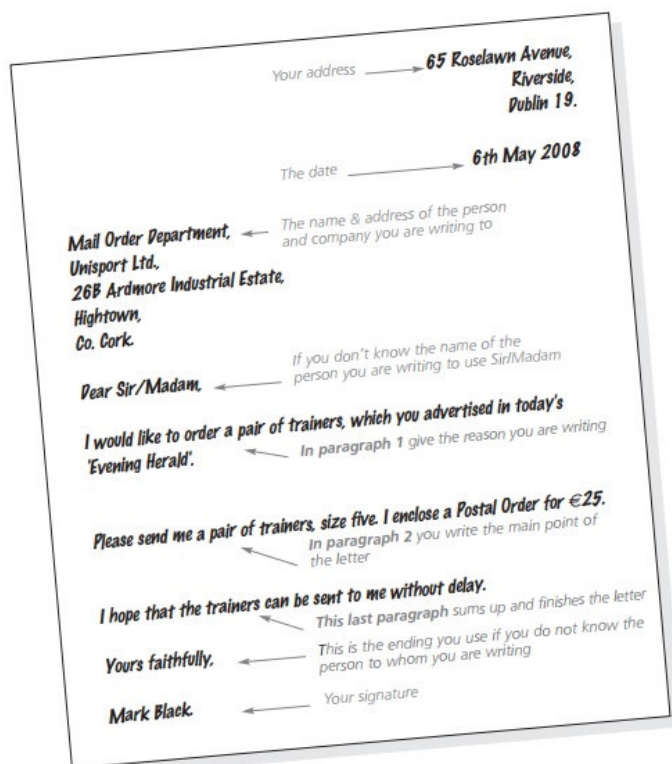 Your address
65 Roselawn Avenue,
Riverside,
Dublin 19.
The date
6th May 2008
Mail Order Department,
Unisport Ltd.,
26B Ardmore Industrial Estate,
Hightown,
Co. Cork.
The name & address of the person
and company you are writing to
Dear Sir/Madam,
If you don't know the name of the
person you are writing to use Sir/Madam
I would like to order a pair of trainers, which you advertised in today's
'Evening Herald'.
In paragraph 1 give the reason you are writing
Please send me a pair of trainers, size five. I enclose a Postal Order for €25.
In paragraph 2 you write the main point of
the letter
I hope that the trainers can be sent to me without delay.
This last paragraph sums up and finishes the letter
Yours faithfully,
This is the ending you use if you do not know the
person to whom you are writing
Mark Black.
Your signature